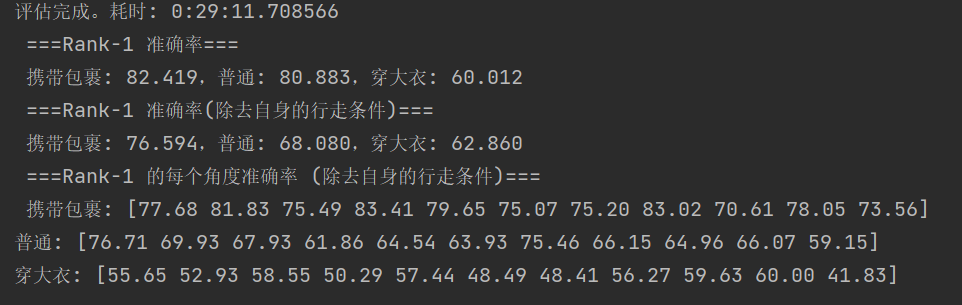 评估完成。耗时: 0:29:11.708566
===Rank-1 准确率===
携带包裹: 82.419，普通: 80.883，穿大衣: 60.012
===Rank-1 准确率(除去自身的行走条件)===
携带包裹: 76.594，普通: 68.080，穿大衣: 62.860
===Rank-1 的每个角度准确率 (除去自身的行走条件)===
携带包裹: [77.68 81.83 75.49 83.41 79.65 75.07 75.20 83.02 70.61 78.05 73.56]
普通: [76.71 69.93 67.93 61.86 64.54 63.93 75.46 66.15 64.96 66.07 59.15]
穿大衣: [55.65 52.93 58.55 50.29 57.44 48.49 48.41 56.27 59.63 60.00 41.83]